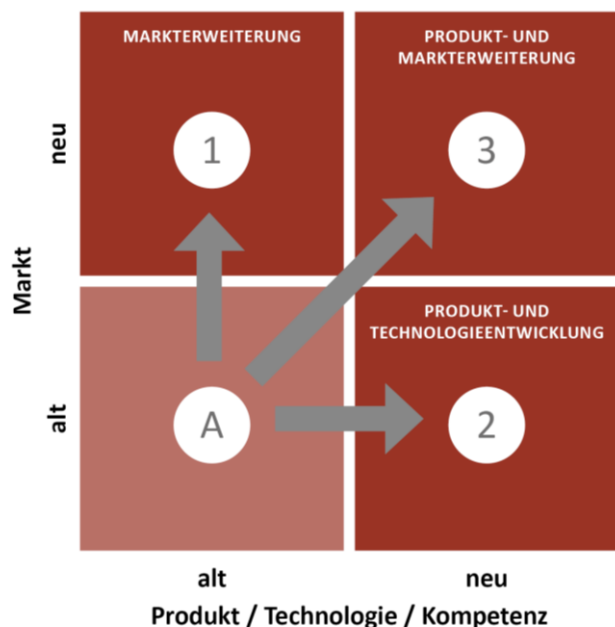 MARKTERWEITERUNG
PRODUKT- UND
MARKTERWEITERUNG
1
3
neu
Markt
PRODUKT- UND
TECHNOLOGIEENTWICKLUNG
A
2
alt
alt
neu
Produkt / Technologie / Kompetenz